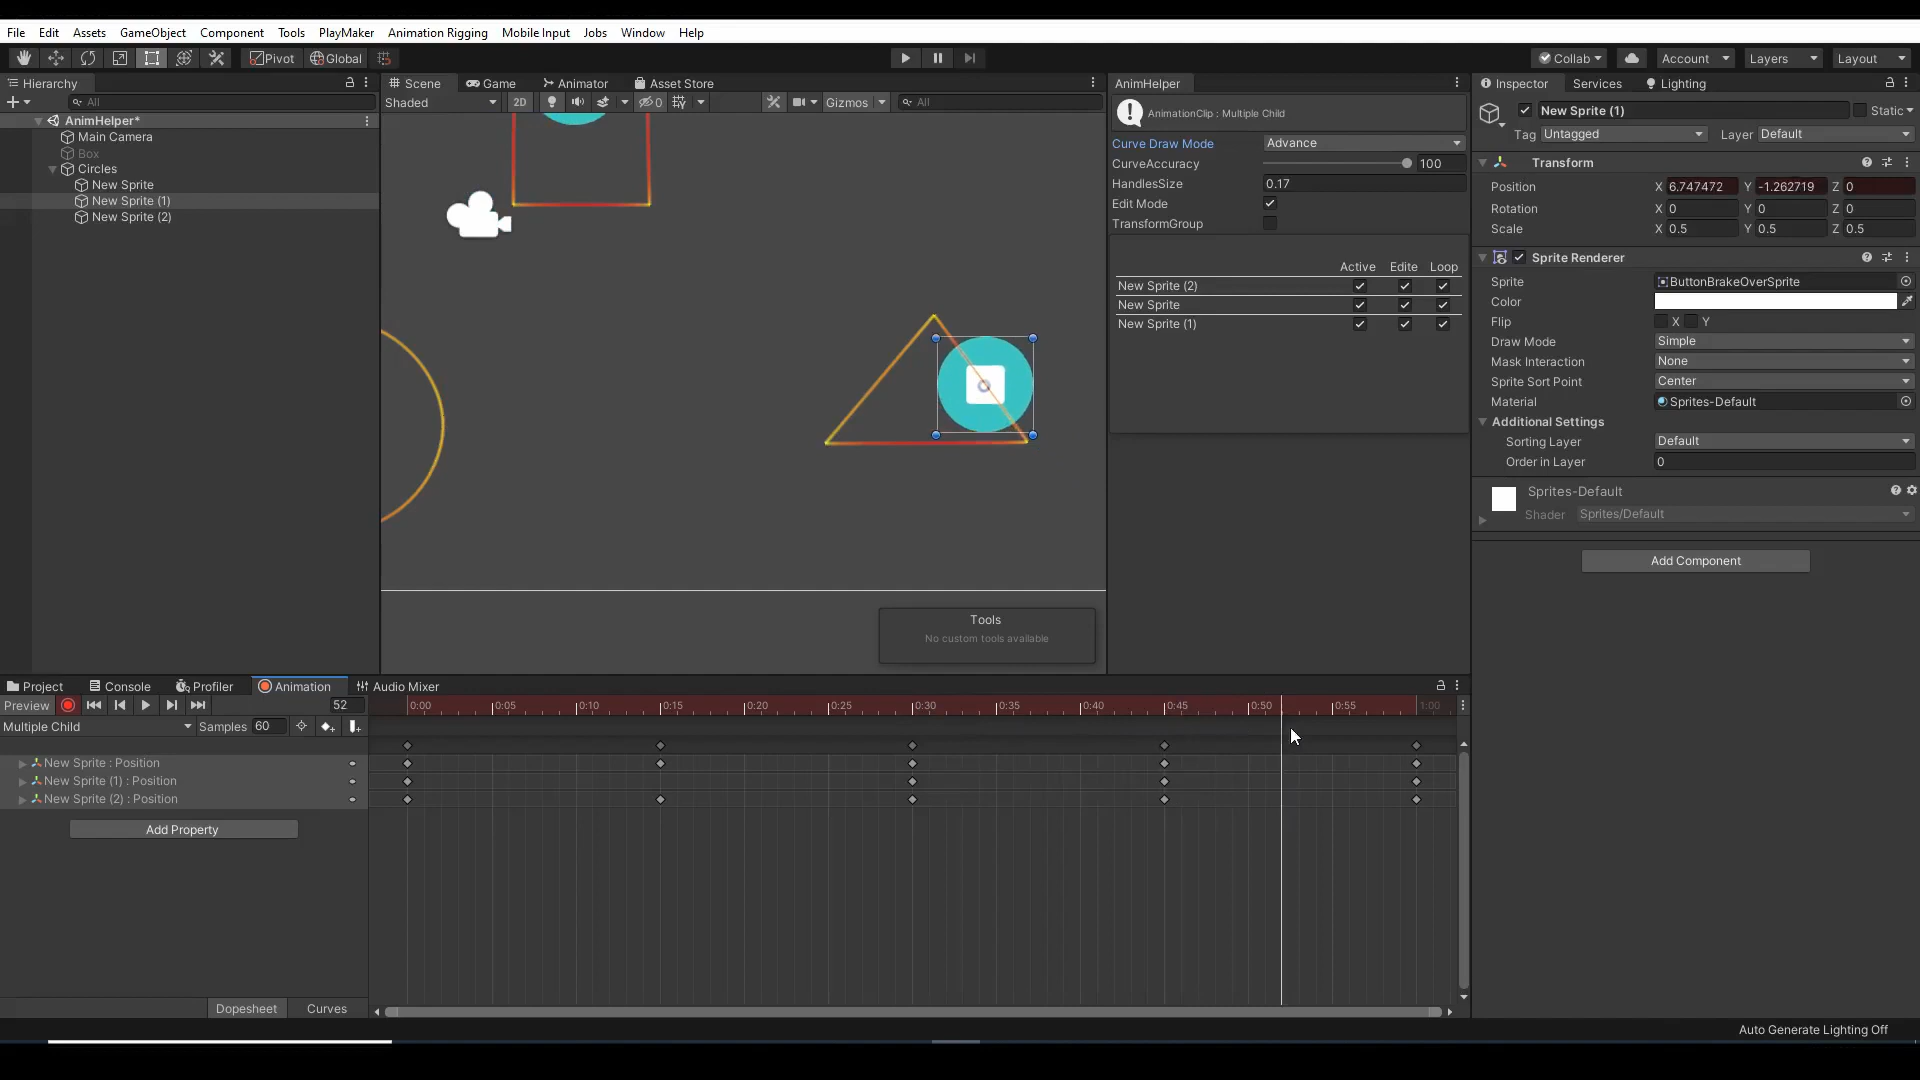 File Edit Assets GameObject Component Tools PlayMaker Animation Rigging Mobile Input Jobs Window Help
Pivot Global Collab Account Layers Layout
Hierarchy
All
AnimHelper*
Main Camera
Box
Circles
New Sprite
New Sprite (1)
New Sprite (2)
Scene Game Animator Asset Store
Shaded 2D 0 Gizmos All
Tools
No custom tools available
AnimHelper
AnimationClip : Multiple Child
Curve Draw Mode Advance
CurveAccuracy 100
HandlesSize 0.17
Edit Mode
TransformGroup
Active Edite Loop
New Sprite (2)
New Sprite
New Sprite (1)
Inspector Services Lighting
New Sprite (1) Static
Tag Untagged Layer Default
Transform
Position X 6.747472 Y -1.262719 Z 0
Rotation X 0 Y 0 Z 0
Scale X 0.5 Y 0.5 Z 0.5
Sprite Renderer
Sprite ButtonBrakeOverSprite
Color
Flip X Y
Draw Mode Simple
Mask Interaction None
Sprite Sort Point Center
Material Sprites-Default
Additional Settings
Sorting Layer Default
Order in Layer 0
Sprites-Default
Shader Sprites/Default
Add Component
Project Console Profiler Animation Audio Mixer
Preview 52 0:00 0:05 0:10 0:15 0:20 0:25 0:30 0:35 0:40 0:45 0:50 0:55 1:00
Multiple Child Samples 60
New Sprite : Position
New Sprite (1) : Position
New Sprite (2) : Position
Add Property
Dopesheet Curves
Auto Generate Lighting Off